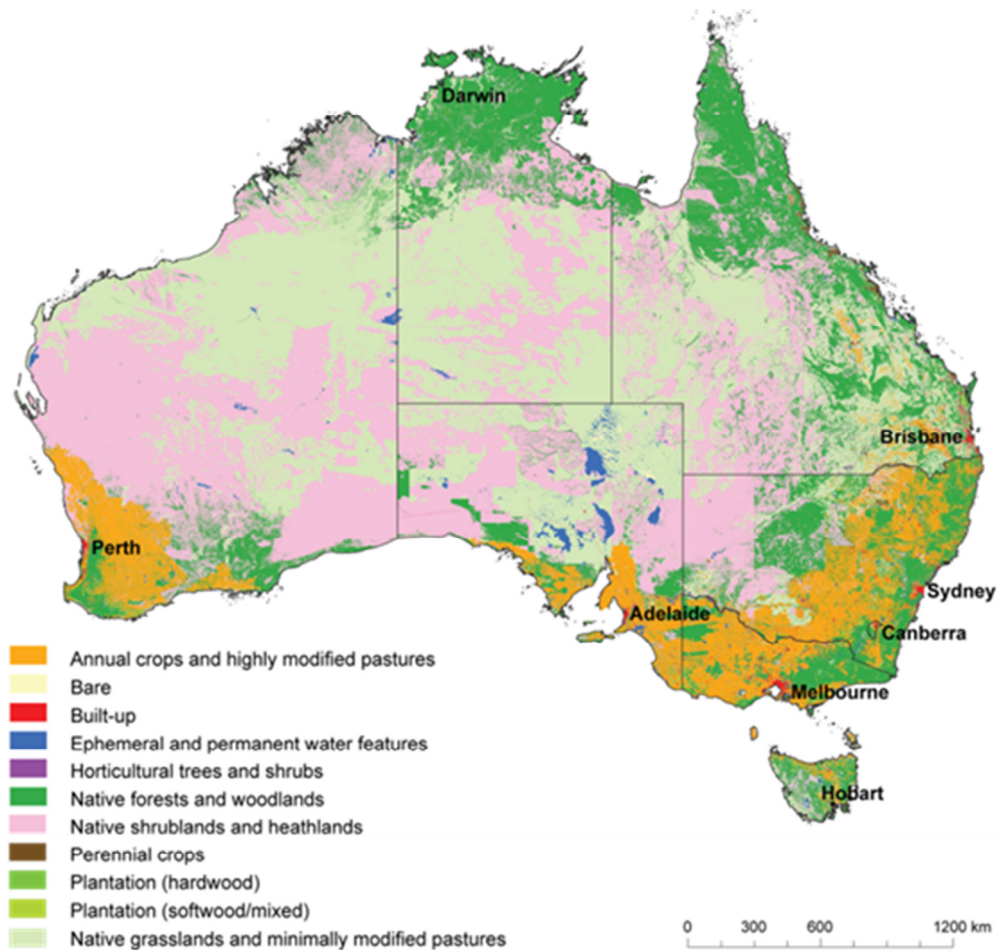 Darwin
Brisbane
Perth
Sydney
Adelaide
Canberra
Melbourne
Hobart
Annual crops and highly modified pastures
Bare
Built-up
Ephemeral and permanent water features
Horticultural trees and shrubs
Native forests and woodlands
Native shrublands and heathlands
Perennial crops
Plantation (hardwood)
Plantation (softwood/mixed)
Native grasslands and minimally modified pastures
0 300 600 1200 km